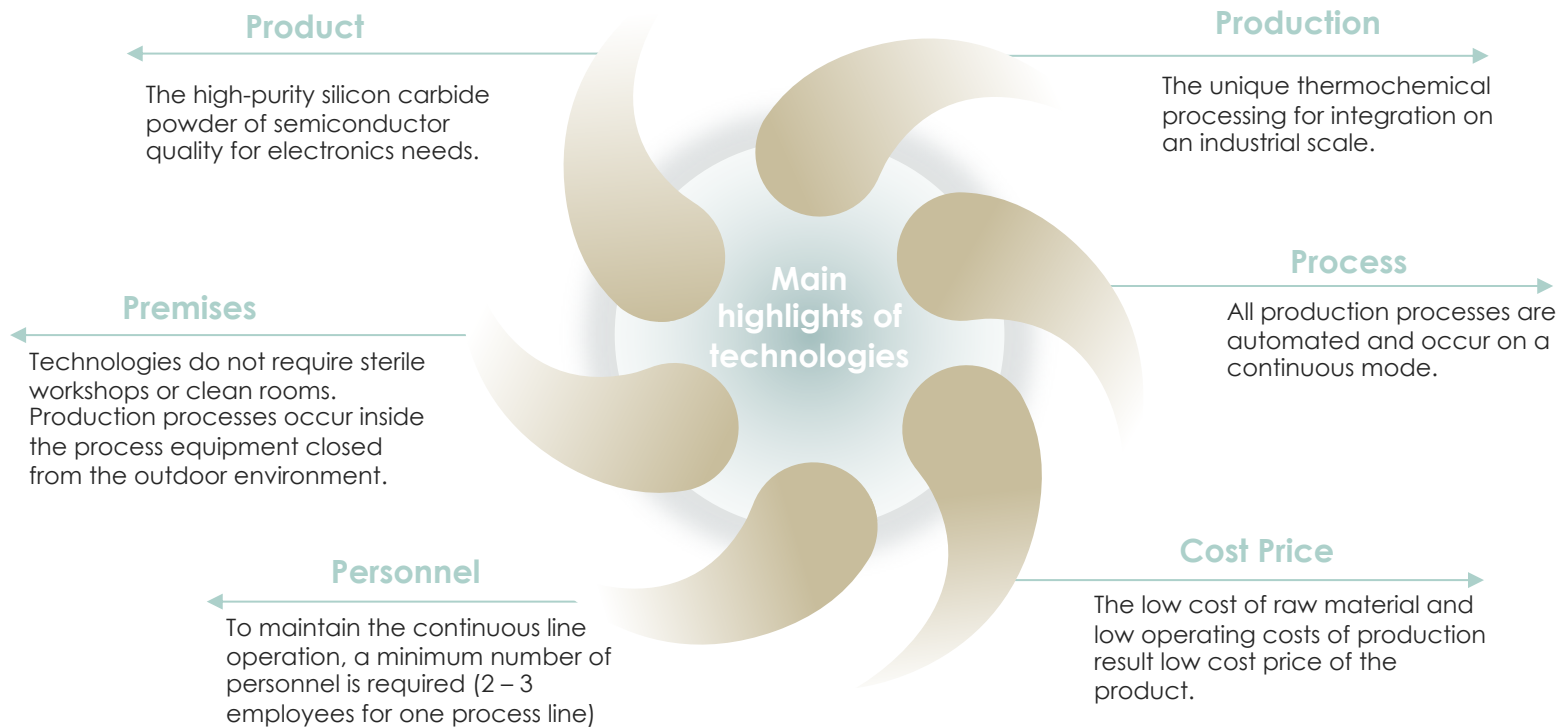 Product
The high-purity silicon carbide
powder of semiconductor
quality for electronics needs.
Production
The unique thermochemical
processing for integration on
an industrial scale.
Main
highlights of
technologies
Process
All production processes are
automated and occur on a
continuous mode.
Premises
Technologies do not require sterile
workshops or clean rooms.
Production processes occur inside
the process equipment closed
from the outdoor environment.
Personnel
To maintain the continuous line
operation, a minimum number of
personnel is required (2 – 3
employees for one process line)
Cost Price
The low cost of raw material and
low operating costs of production
result low cost price of the
product.